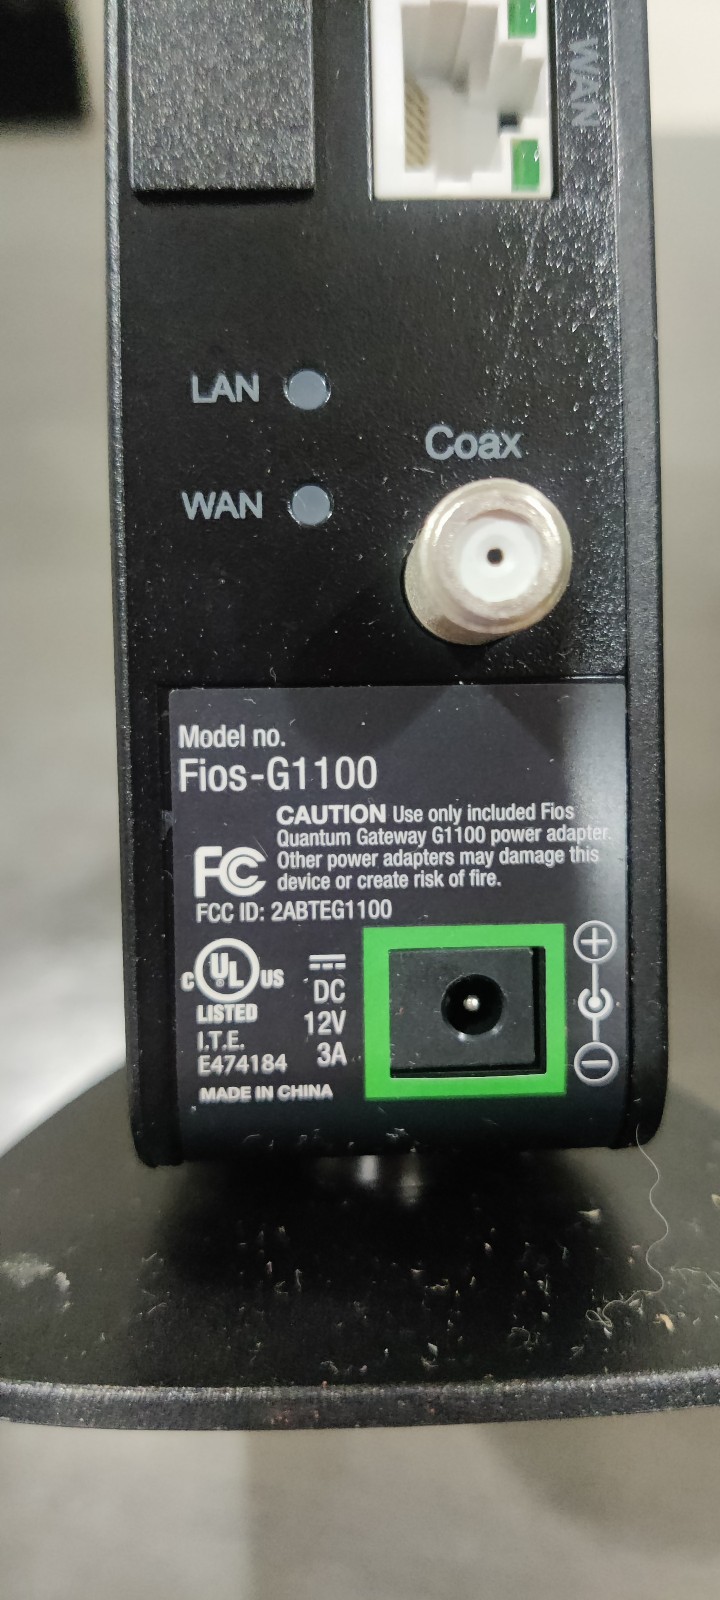 WAN
LAN
Coax
WAN
Model no.
Fios-G1100
CAUTION Use only included Fios
Quantum Gateway G1100 power adapter.
Other power adapters may damage this
device or create risk of fire.
FC
FCC ID: 2ABTEG1100
C UL US
LISTED
I.T.E.
E474184
DC
12V
3A
MADE IN CHINA